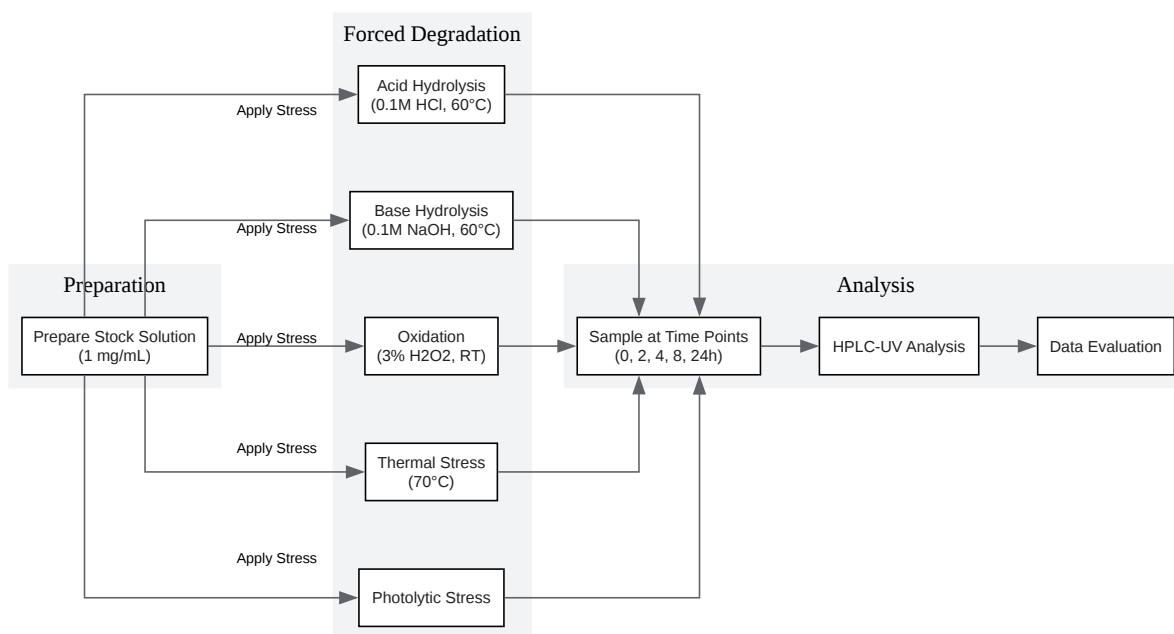 Forced Degradation
Acid Hydrolysis
(0.1M HCl, 60°C)
Apply Stress
Base Hydrolysis
(0.1M NaOH, 60°C)
Apply Stress
Preparation
Analysis
Prepare Stock Solution
(1 mg/mL)
Apply Stress
Oxidation
(3% H2O2, RT)
Sample at Time Points
(0, 2, 4, 8, 24h)
HPLC-UV Analysis
Data Evaluation
Apply Stress
Thermal Stress
(70°C)
Apply Stress
Photolytic Stress